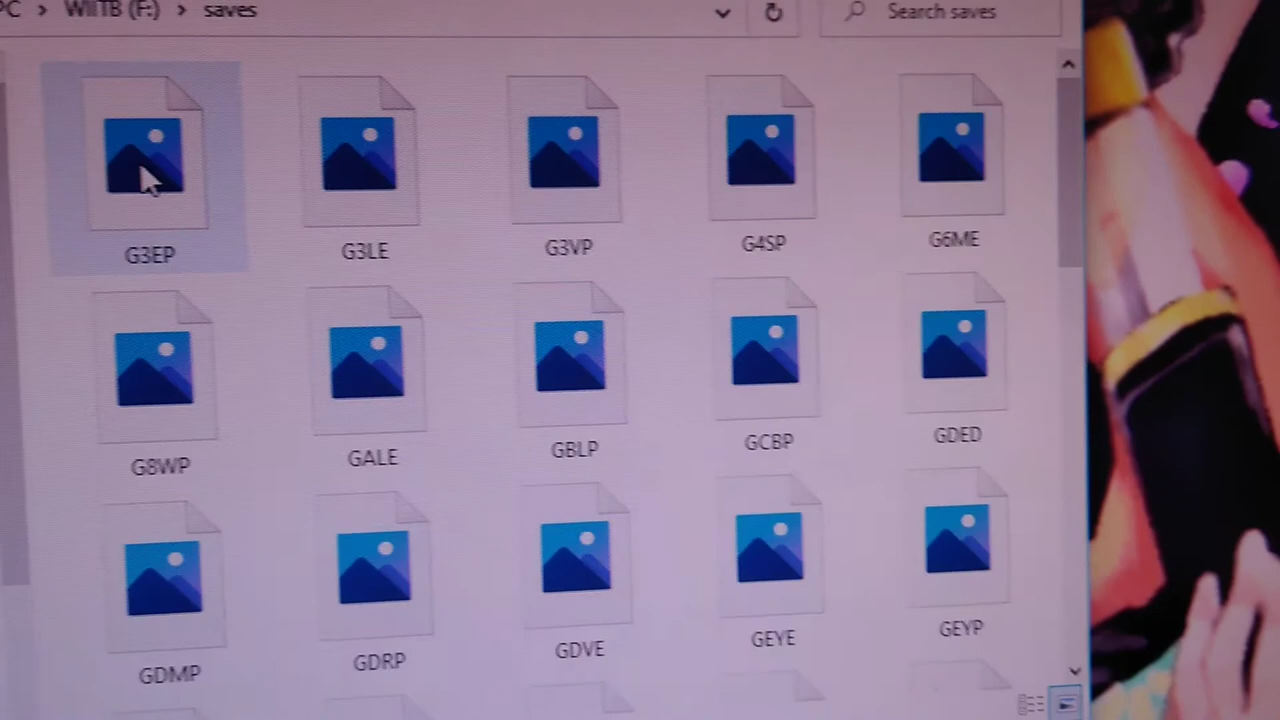 PC > WIITB (F:) > saves
Search saves
G3EP G3LE G3VP G4SP G6ME
G8WP GALE GBLP GCBP GDED
GDMP GDRP GDVE GEYE GEYP